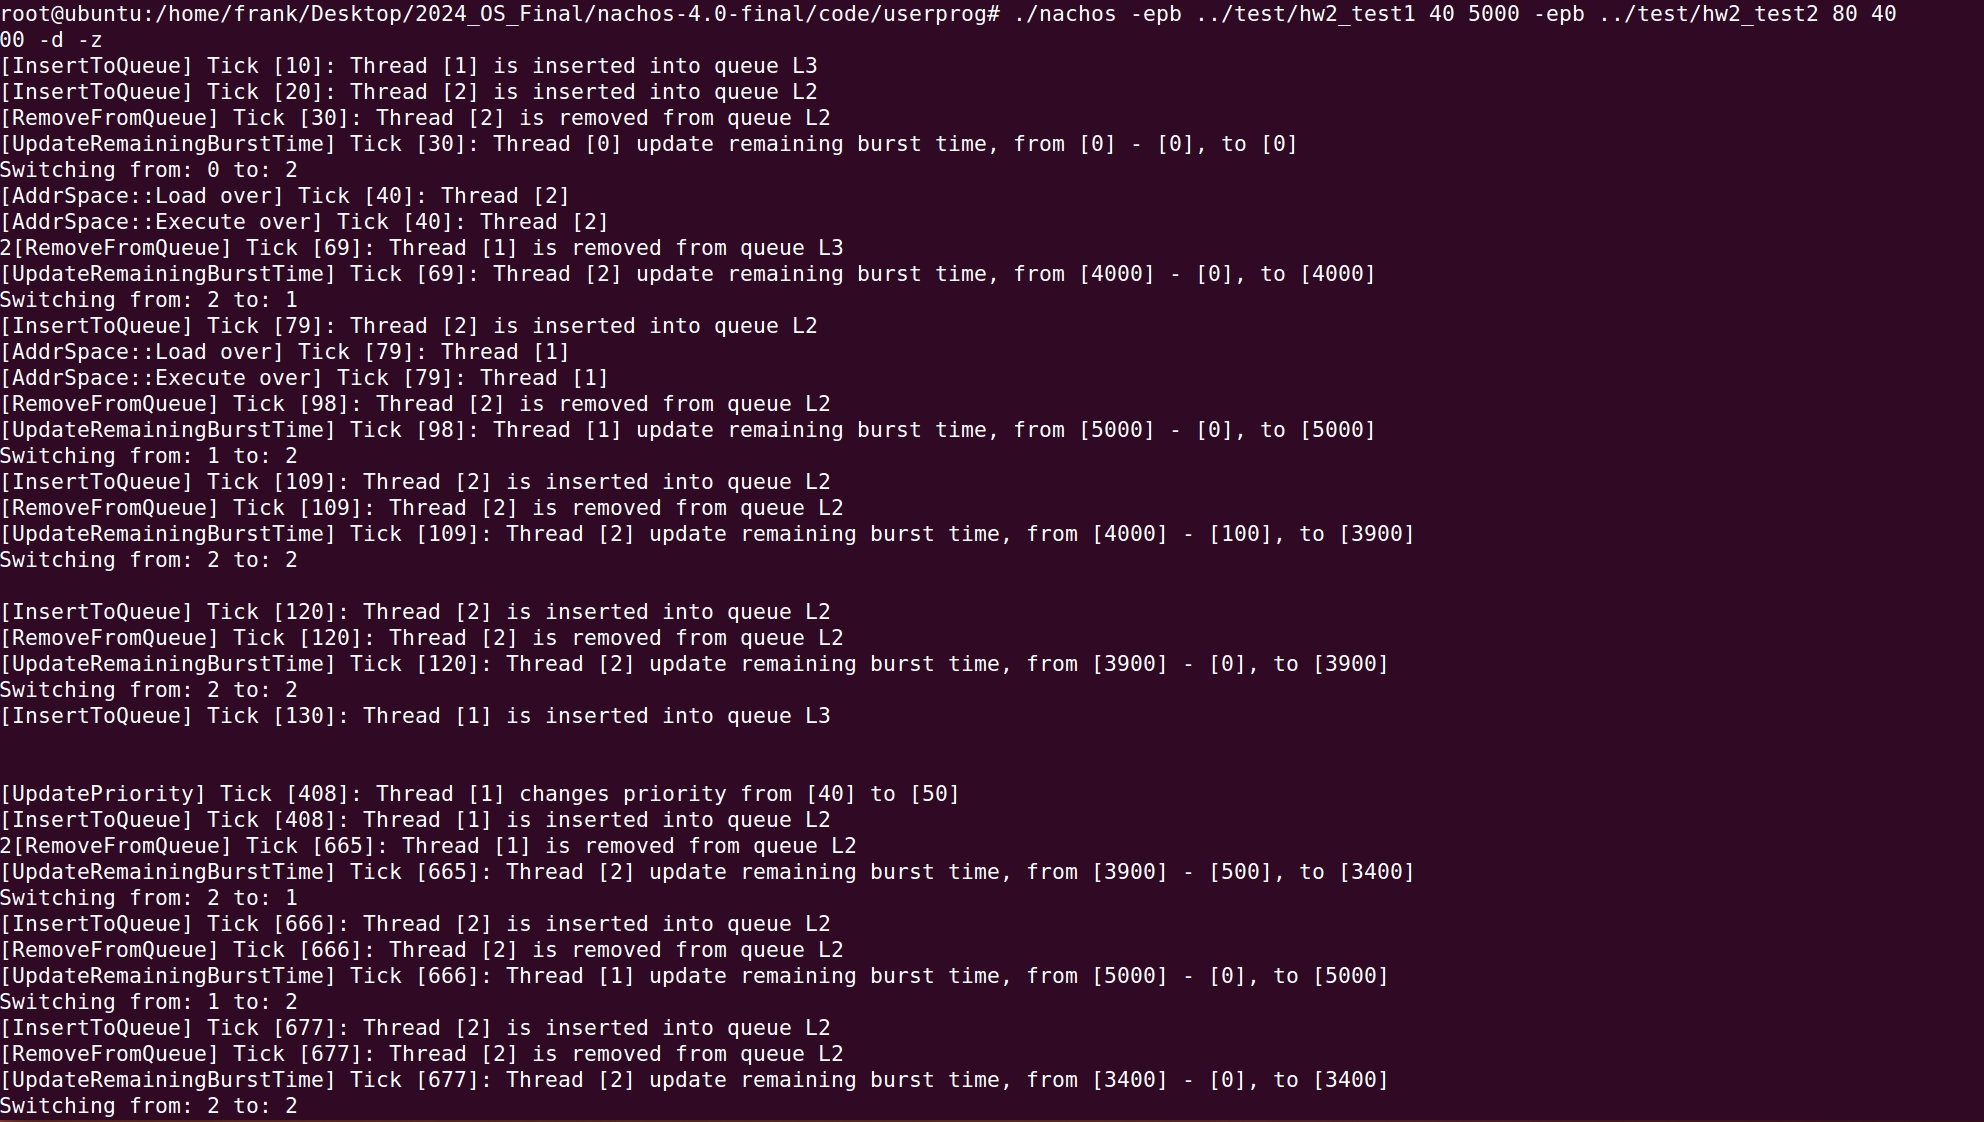 root@ubuntu:/home/frank/Desktop/2024_OS_Final/nachos-4.0-final/code/userprog# ./nachos -epb ../test/hw2_test1 40 5000 -epb ../test/hw2_test2 80 40
00 -d -z
[InsertToQueue] Tick [10]: Thread [1] is inserted into queue L3
[InsertToQueue] Tick [20]: Thread [2] is inserted into queue L2
[RemoveFromQueue] Tick [30]: Thread [2] is removed from queue L2
[UpdateRemainingBurstTime] Tick [30]: Thread [0] update remaining burst time, from [0] - [0], to [0]
Switching from: 0 to: 2
[AddrSpace::Load over] Tick [40]: Thread [2]
[AddrSpace::Execute over] Tick [40]: Thread [2]
2[RemoveFromQueue] Tick [69]: Thread [1] is removed from queue L3
[UpdateRemainingBurstTime] Tick [69]: Thread [2] update remaining burst time, from [4000] - [0], to [4000]
Switching from: 2 to: 1
[InsertToQueue] Tick [79]: Thread [2] is inserted into queue L2
[AddrSpace::Load over] Tick [79]: Thread [1]
[AddrSpace::Execute over] Tick [79]: Thread [1]
[RemoveFromQueue] Tick [98]: Thread [2] is removed from queue L2
[UpdateRemainingBurstTime] Tick [98]: Thread [1] update remaining burst time, from [5000] - [0], to [5000]
Switching from: 1 to: 2
[InsertToQueue] Tick [109]: Thread [2] is inserted into queue L2
[RemoveFromQueue] Tick [109]: Thread [2] is removed from queue L2
[UpdateRemainingBurstTime] Tick [109]: Thread [2] update remaining burst time, from [4000] - [100], to [3900]
Switching from: 2 to: 2
[InsertToQueue] Tick [120]: Thread [2] is inserted into queue L2
[RemoveFromQueue] Tick [120]: Thread [2] is removed from queue L2
[UpdateRemainingBurstTime] Tick [120]: Thread [2] update remaining burst time, from [3900] - [0], to [3900]
Switching from: 2 to: 2
[InsertToQueue] Tick [130]: Thread [1] is inserted into queue L3
[UpdatePriority] Tick [408]: Thread [1] changes priority from [40] to [50]
[InsertToQueue] Tick [408]: Thread [1] is inserted into queue L2
2[RemoveFromQueue] Tick [665]: Thread [1] is removed from queue L2
[UpdateRemainingBurstTime] Tick [665]: Thread [2] update remaining burst time, from [3900] - [500], to [3400]
Switching from: 2 to: 1
[InsertToQueue] Tick [666]: Thread [2] is inserted into queue L2
[RemoveFromQueue] Tick [666]: Thread [2] is removed from queue L2
[UpdateRemainingBurstTime] Tick [666]: Thread [1] update remaining burst time, from [5000] - [0], to [5000]
Switching from: 1 to: 2
[InsertToQueue] Tick [677]: Thread [2] is inserted into queue L2
[RemoveFromQueue] Tick [677]: Thread [2] is removed from queue L2
[UpdateRemainingBurstTime] Tick [677]: Thread [2] update remaining burst time, from [3400] - [0], to [3400]
Switching from: 2 to: 2